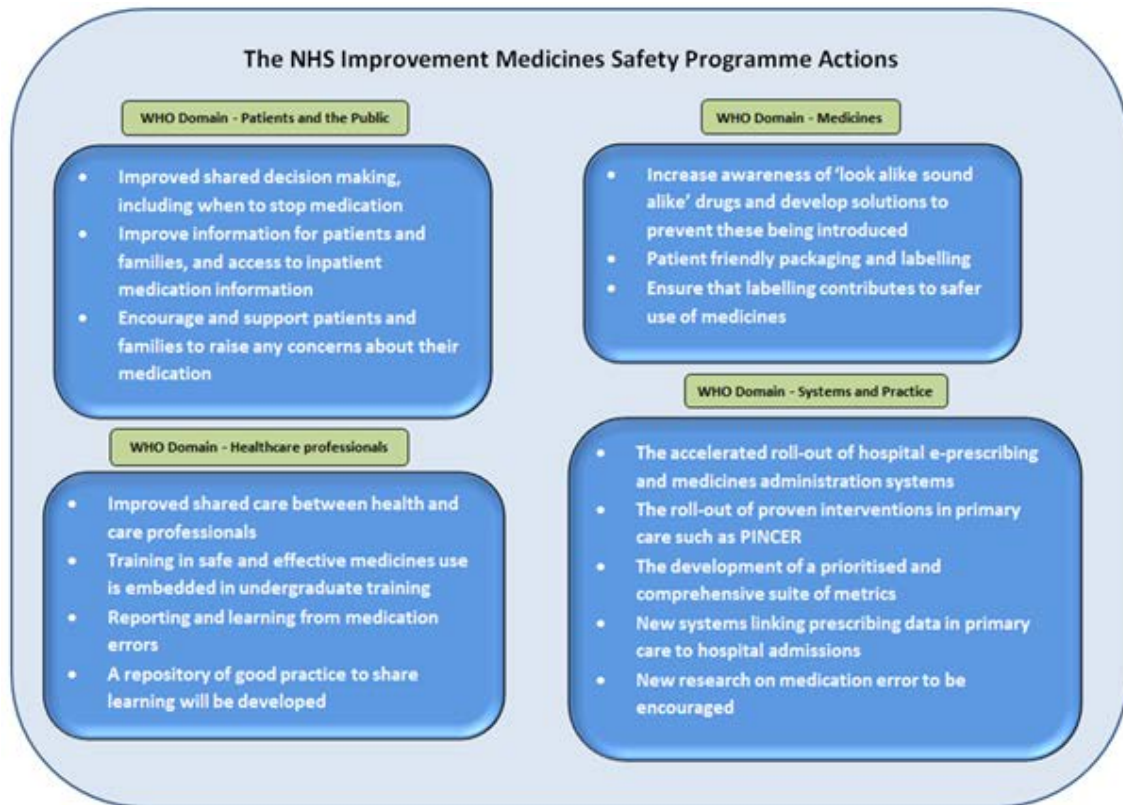 The NHS Improvement Medicines Safety Programme Actions
WHO Domain - Patients and the Public
• Improved shared decision making,
including when to stop medication
• Improve information for patients and
families, and access to inpatient
medication information
• Encourage and support patients and
families to raise any concerns about their
medication
WHO Domain - Medicines
• Increase awareness of ‘look alike sound
alike’ drugs and develop solutions to
prevent these being introduced
• Patient friendly packaging and labelling
• Ensure that labelling contributes to safer
use of medicines
WHO Domain - Healthcare professionals
• Improved shared care between health and
care professionals
• Training in safe and effective medicines use
is embedded in undergraduate training
• Reporting and learning from medication
errors
• A repository of good practice to share
learning will be developed
WHO Domain - Systems and Practice
• The accelerated roll-out of hospital e-prescribing
and medicines administration systems
• The roll-out of proven interventions in primary
care such as PINCER
• The development of a prioritised and
comprehensive suite of metrics
• New systems linking prescribing data in primary
care to hospital admissions
• New research on medication error to be
encouraged